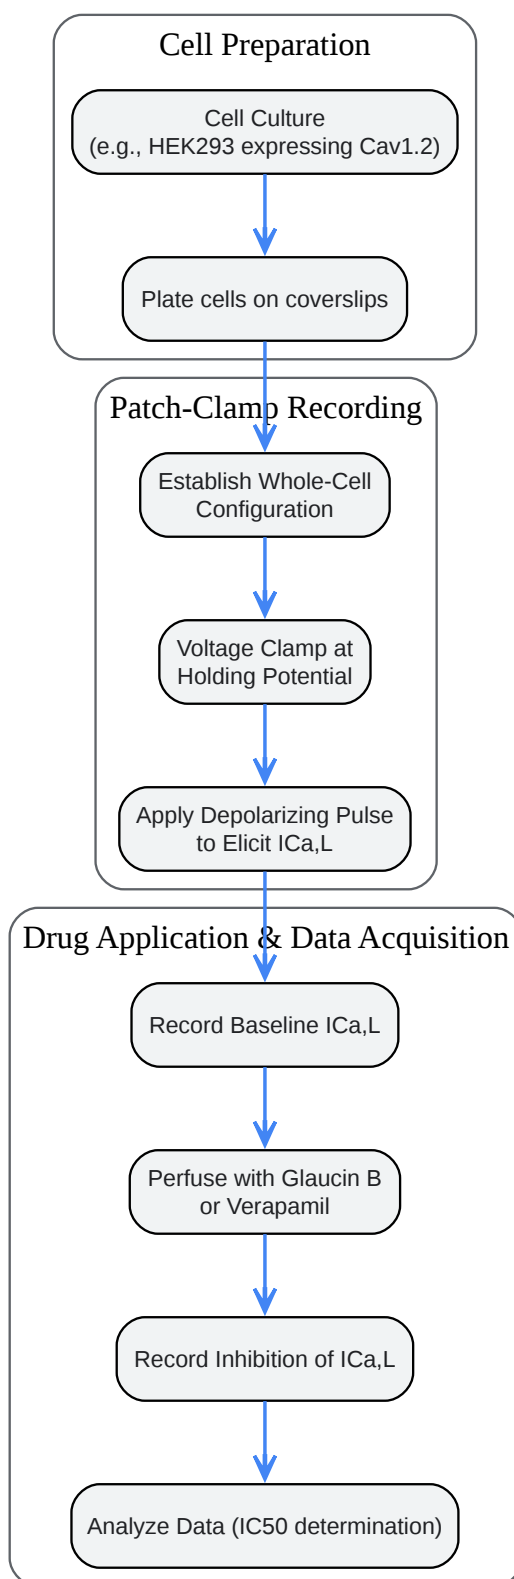 Cell Preparation
Cell Culture
(e.g., HEK293 expressing Cav1.2)
Plate cells on coverslips
Patch-Clamp Recording
Establish Whole-Cell
Configuration
Voltage Clamp at
Holding Potential
Apply Depolarizing Pulse
to Elicit ICa,L
Drug Application & Data Acquisition
Record Baseline ICa,L
Perfuse with Glaucin B
or Verapamil
Record Inhibition of ICa,L
Analyze Data (IC50 determination)